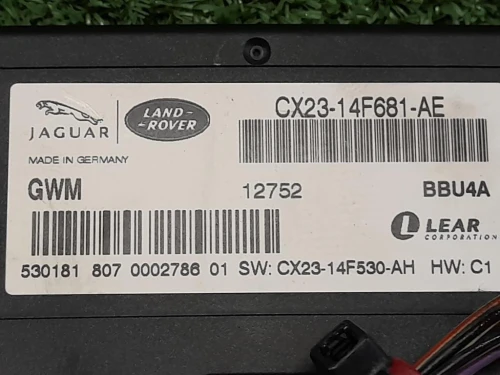 JAGUAR
LAND-
-ROVER
CX23-14F681-AE
MADE IN GERMANY
GWM 12752 BBU4A
L LEAR
CORPORATION
530181 807 0002786 01 SW: CX23-14F530-AH HW: C1